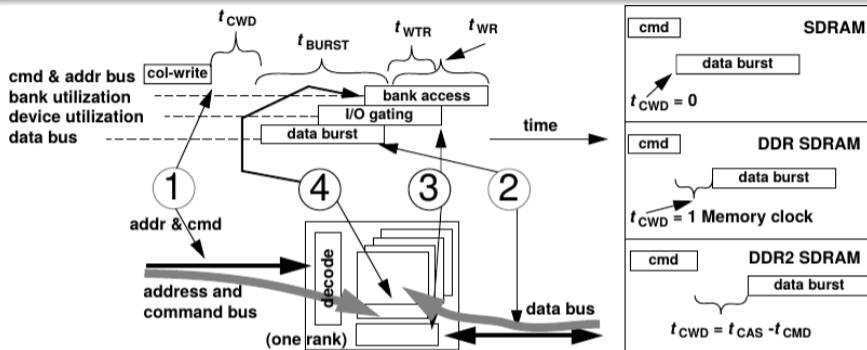 tCWD
tBURST
tWTR
tWR
cmd & addr bus
col-write
bank utilization
bank access
device utilization
I/O gating
data bus
data burst
time
1
4
3
2
addr & cmd
decode
address and
command bus
data bus
(one rank)
cmd
SDRAM
data burst
tCWD = 0
cmd
DDR SDRAM
data burst
tCWD = 1 Memory clock
cmd
DDR2 SDRAM
data burst
tCWD = tCAS -tCMD